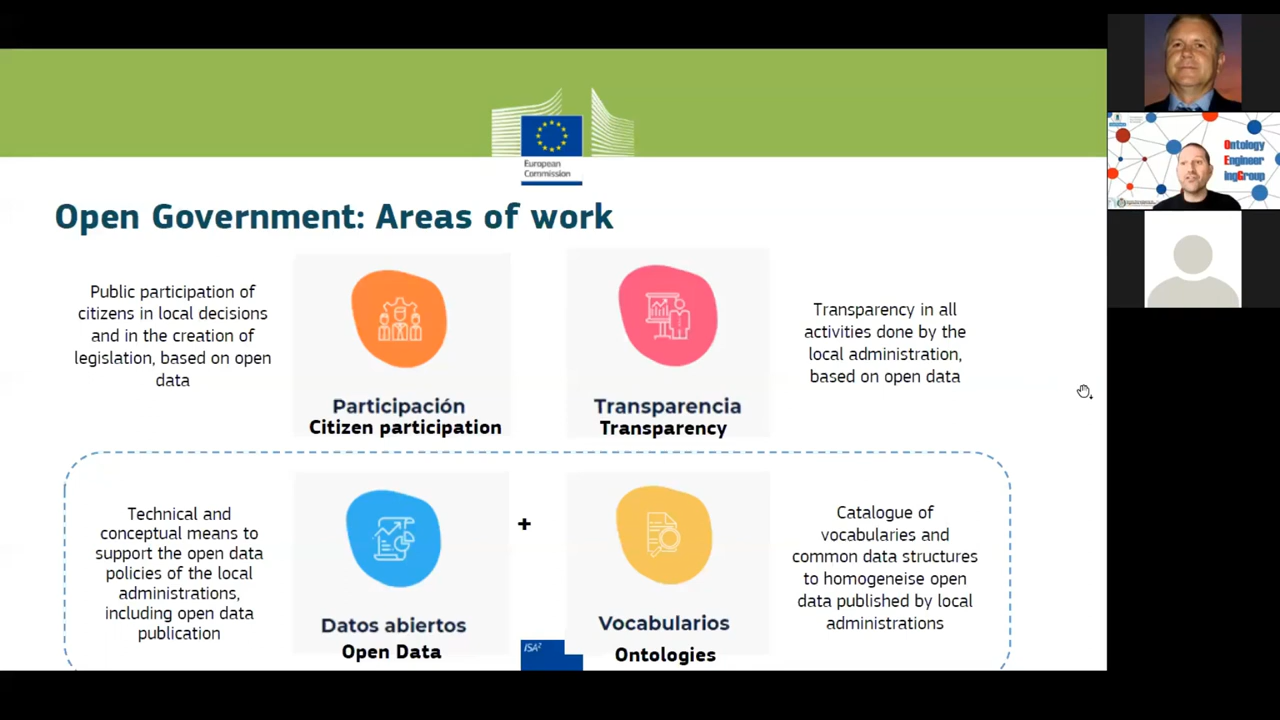 European
Commission
Open Government: Areas of work
Public participation of
citizens in local decisions
and in the creation of
legislation, based on open
data
Participación
Citizen participation
Transparencia
Transparency
Transparency in all
activities done by the
local administration,
based on open data
Technical and
conceptual means to
support the open data
policies of the local
administrations,
including open data
publication
Datos abiertos
Open Data
+
Vocabularios
Ontologies
Catalogue of
vocabularies and
common data structures
to homogeneise open
data published by local
administrations
ISA²
Ontology
Engineer
ingGroup